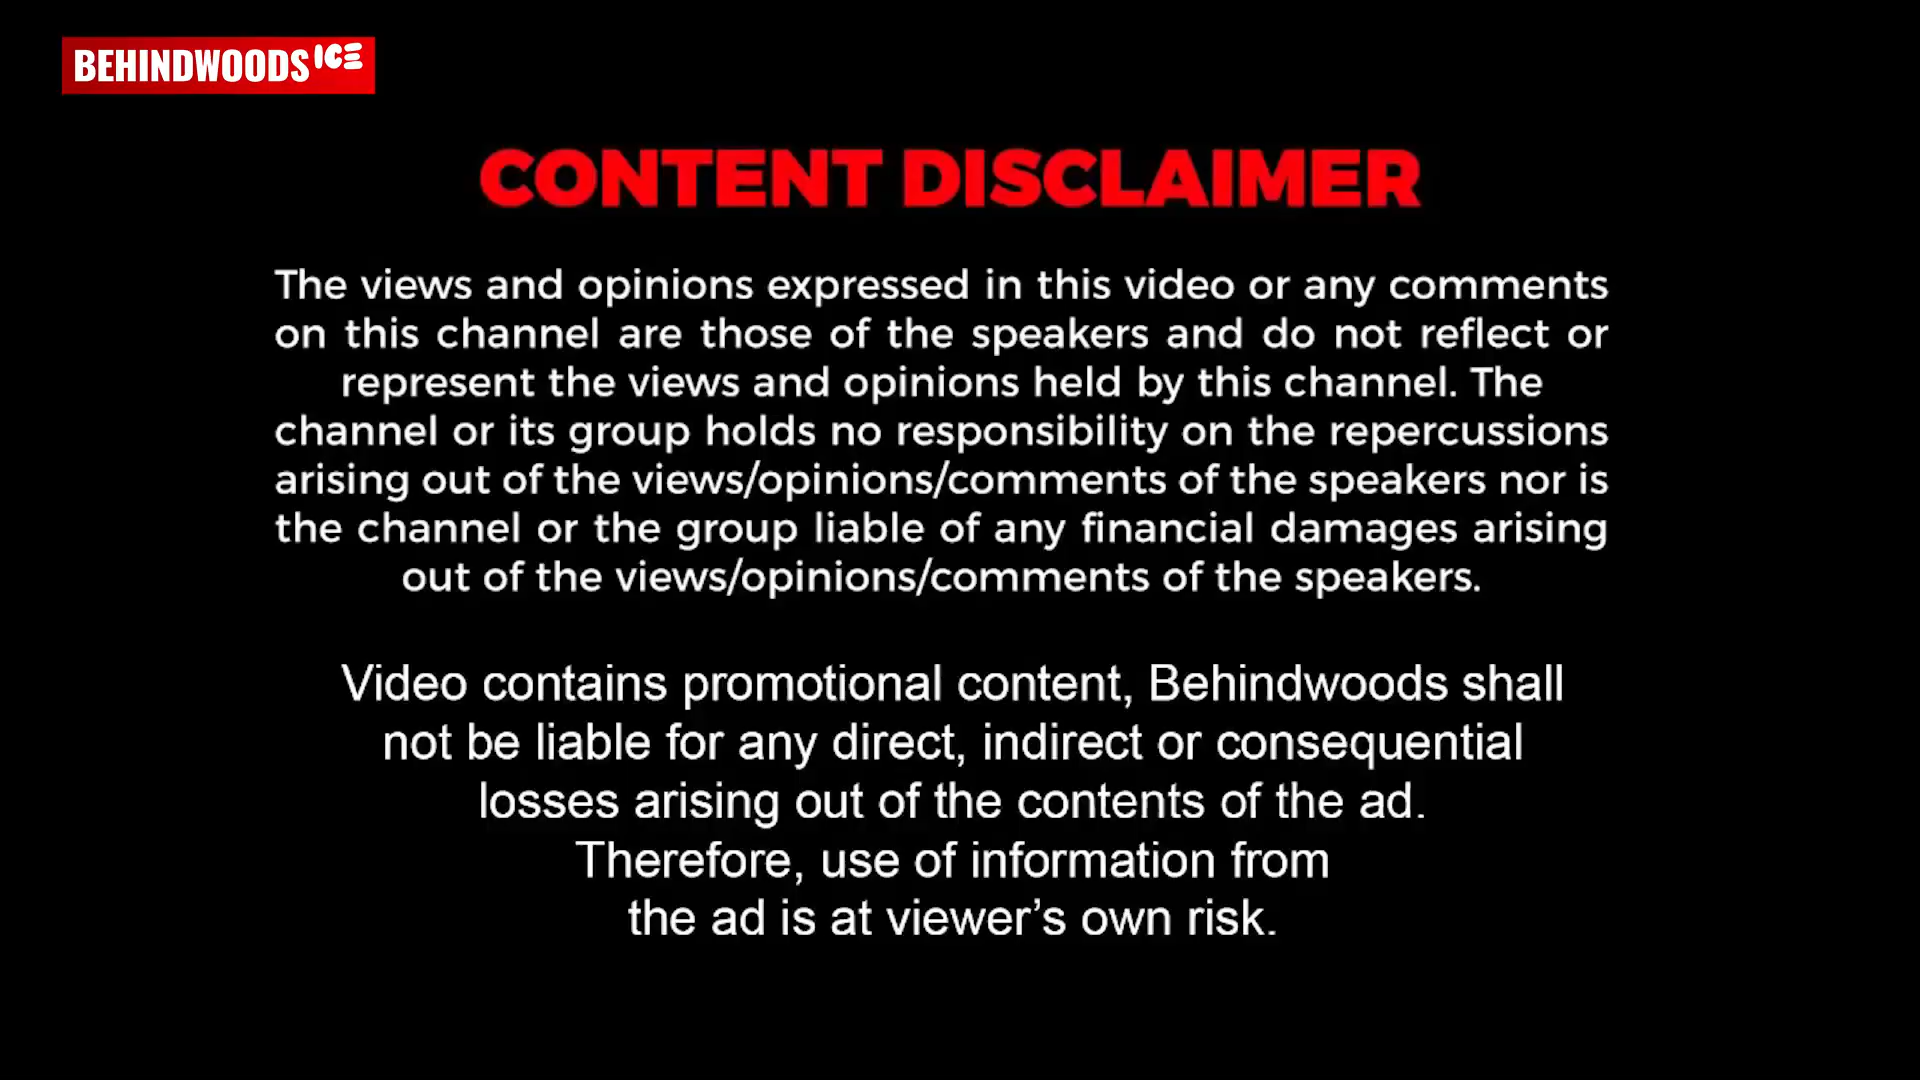 BEHINDWOODS ICE
CONTENT DISCLAIMER
The views and opinions expressed in this video or any comments
on this channel are those of the speakers and do not reflect or
represent the views and opinions held by this channel. The
channel or its group holds no responsibility on the repercussions
arising out of the views/opinions/comments of the speakers nor is
the channel or the group liable of any financial damages arising
out of the views/opinions/comments of the speakers.
Video contains promotional content, Behindwoods shall
not be liable for any direct, indirect or consequential
losses arising out of the contents of the ad.
Therefore, use of information from
the ad is at viewer’s own risk.